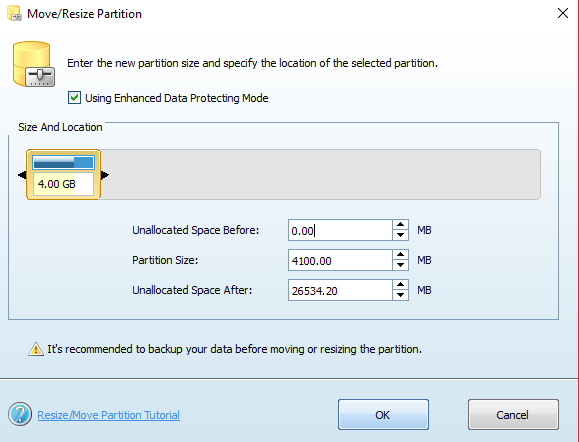 Move/Resize Partition
Enter the new partition size and specify the location of the selected partition.
Using Enhanced Data Protecting Mode
Size And Location
4.00 GB
Unallocated Space Before: 0.00 MB
Partition Size: 4100.00 MB
Unallocated Space After: 26534.20 MB
It's recommended to backup your data before moving or resizing the partition.
Resize/Move Partition Tutorial OK Cancel